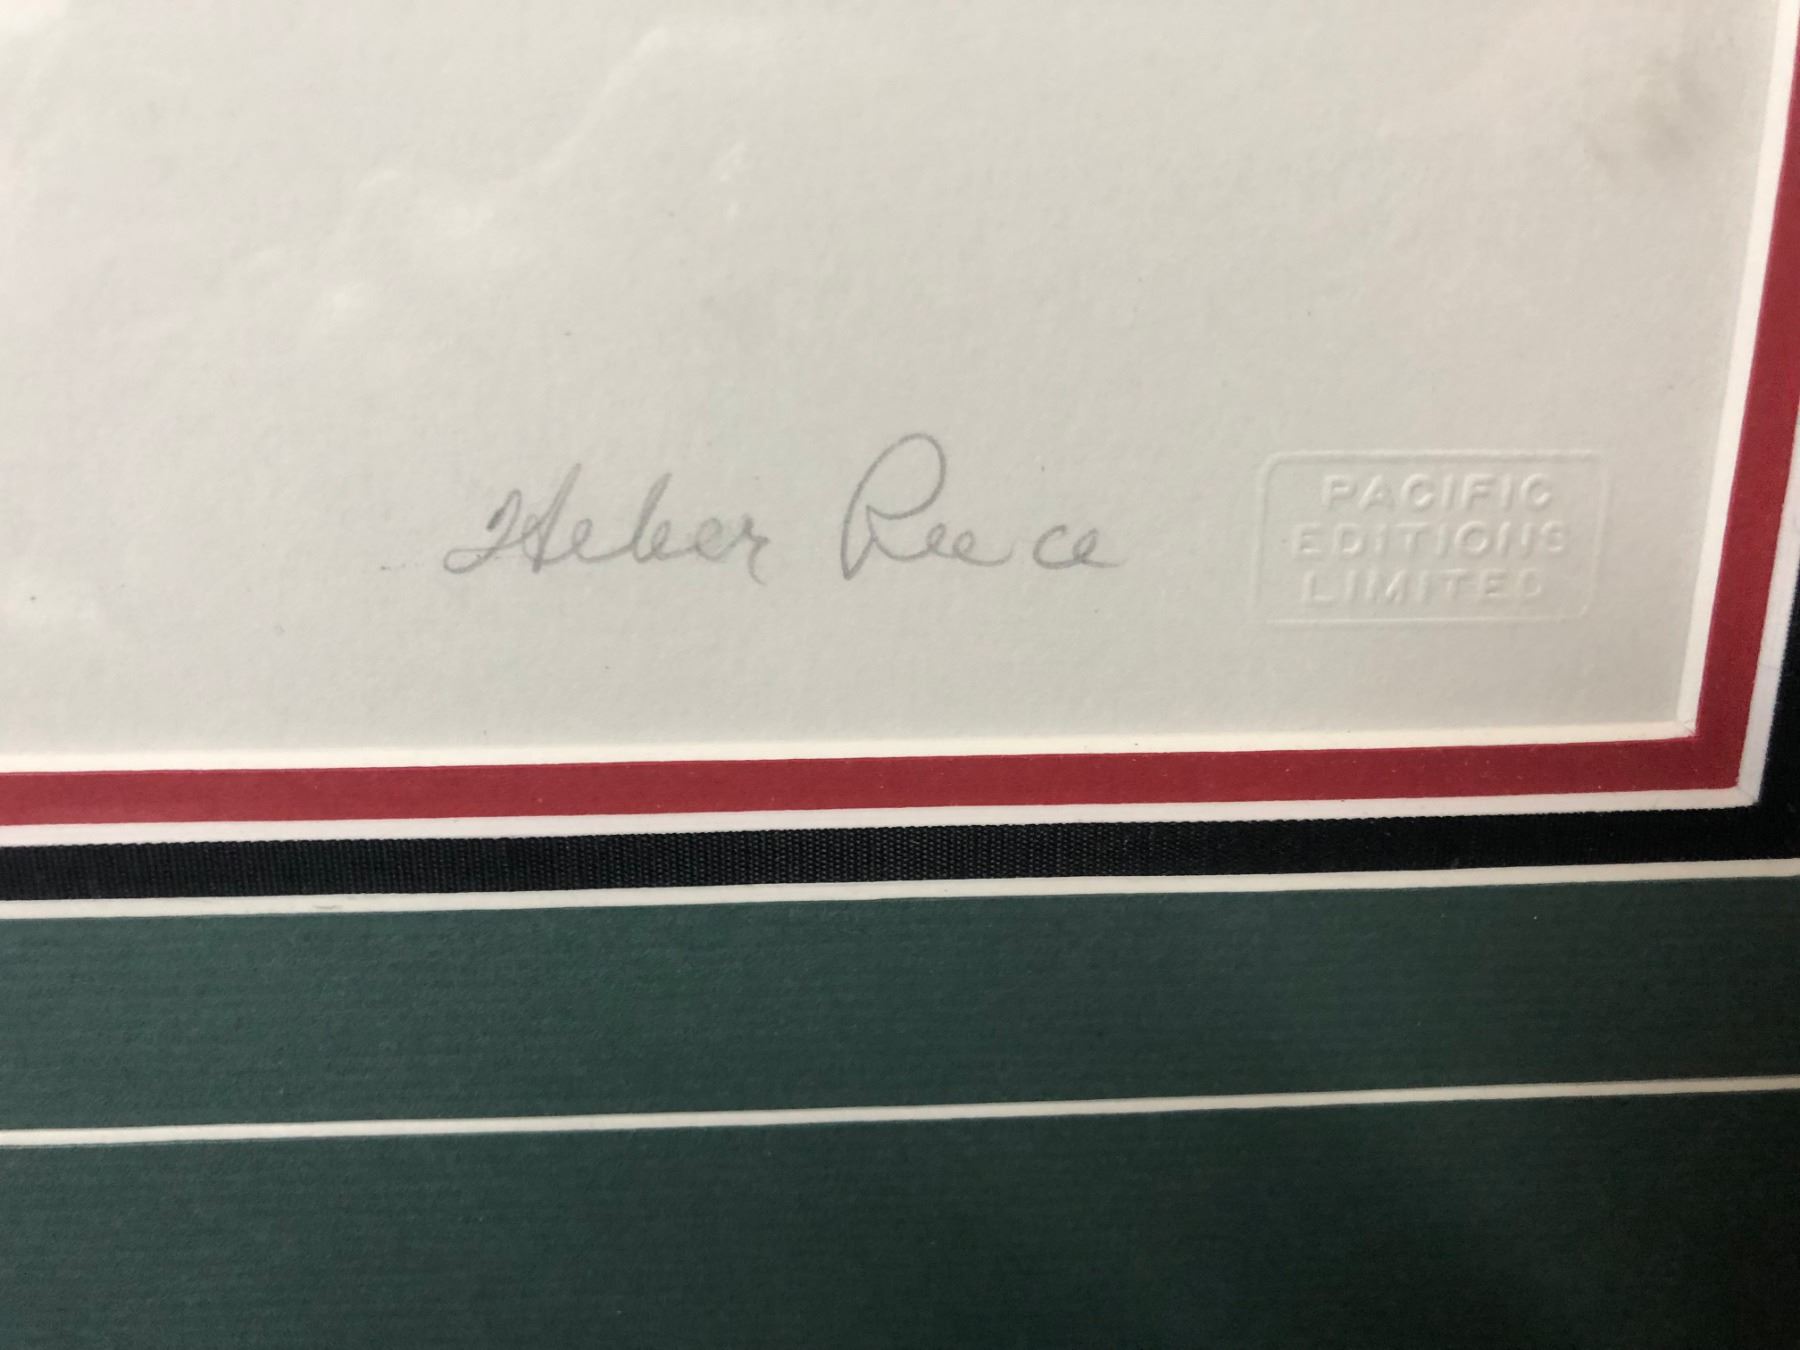 Heber Reece
PACIFIC
EDITIONS
LIMITED